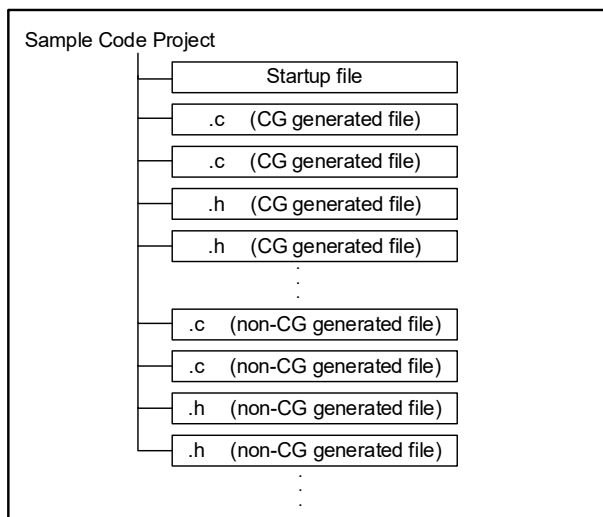 Sample Code Project
Startup file
.c (CG generated file)
.c (CG generated file)
.h (CG generated file)
.h (CG generated file)
.c (non-CG generated file)
.c (non-CG generated file)
.h (non-CG generated file)
.h (non-CG generated file)